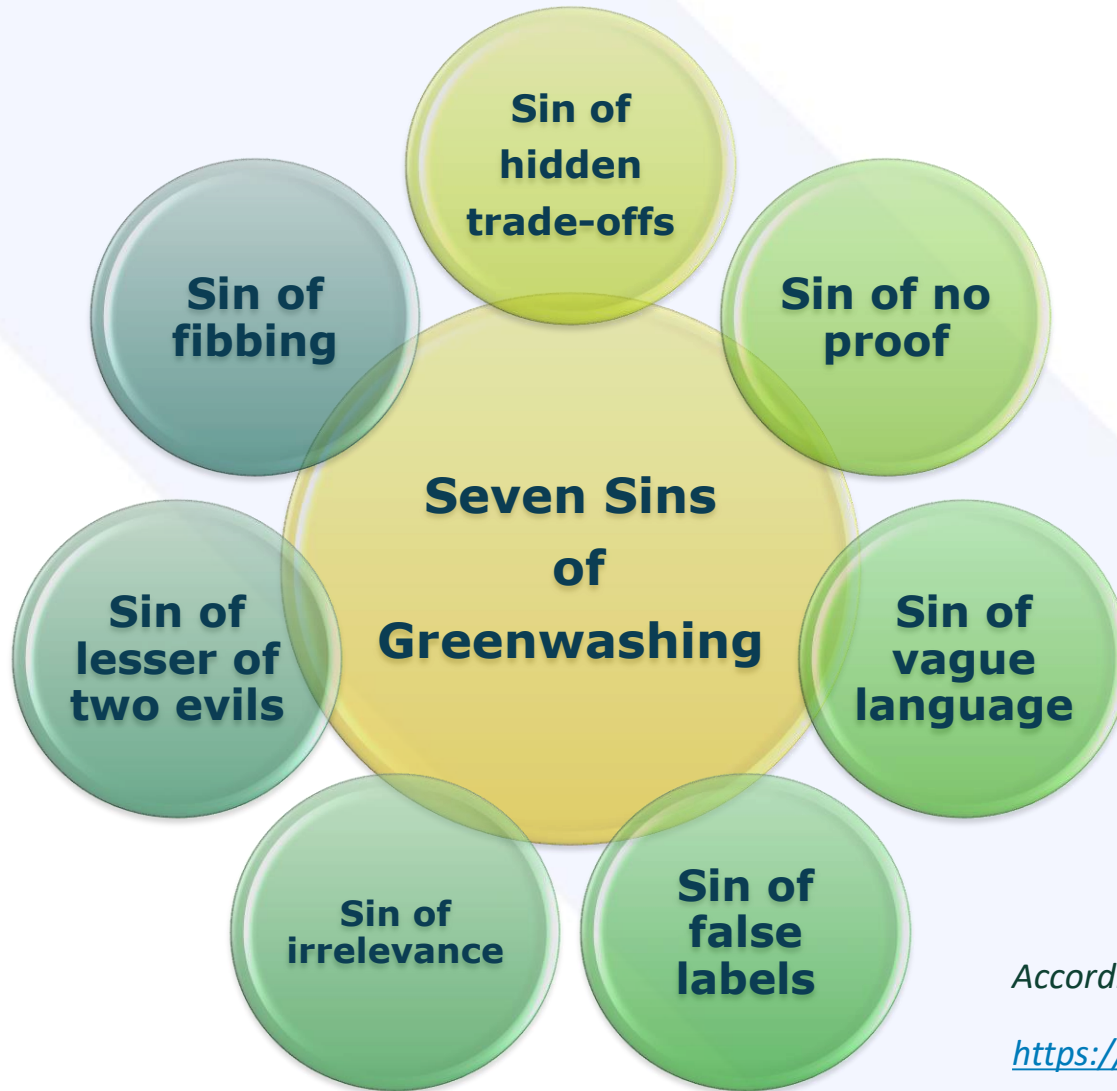 Sin of
hidden
trade-offs
Sin of no
proof
Sin of
vague
language
Sin of
false
labels
Sin of
irrelevance
Sin of
lesser of
two evils
Sin of
fibbing
Seven Sins
of
Greenwashing
https://